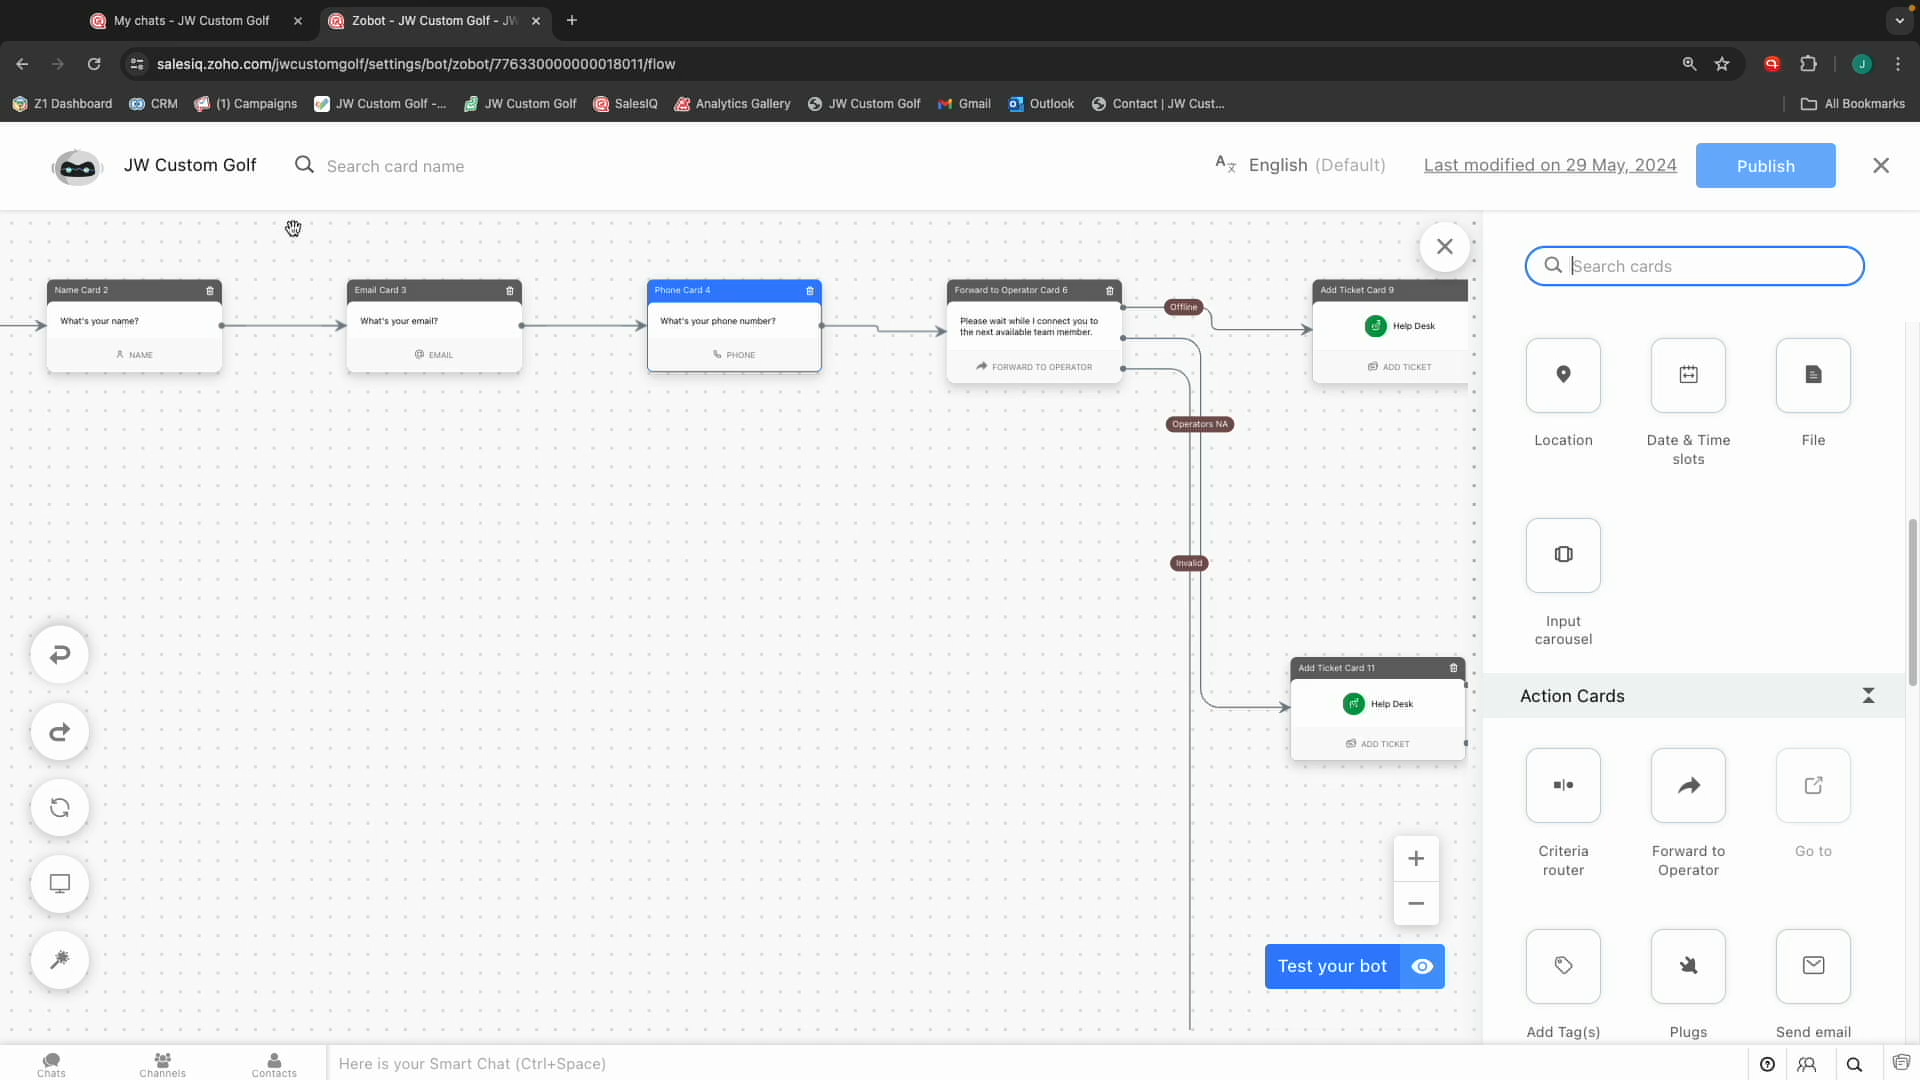 My chats - JW Custom Golf
Zobot - JW Custom Golf - JW
salesiq.zoho.com/jwcustomgolf/settings/bot/zobot/776330000000018011/flow
J
Z1 Dashboard
CRM
(1) Campaigns
JW Custom Golf -...
JW Custom Golf
SalesIQ
Analytics Gallery
JW Custom Golf
Gmail
Outlook
Contact | JW Cust...
All Bookmarks
JW Custom Golf
Search card name
English (Default)
Last modified on 29 May, 2024
Publish
Name Card 2
What's your name?
NAME
Email Card 3
What's your email?
EMAIL
Phone Card 4
What's your phone number?
PHONE
Forward to Operator Card 6
Please wait while I connect you to
the next available team member.
FORWARD TO OPERATOR
Offline
Operators NA
Invalid
Add Ticket Card 9
Help Desk
ADD TICKET
Add Ticket Card 11
Help Desk
ADD TICKET
Test your bot
Search cards
Location
Date & Time
slots
File
Input
carousel
Action Cards
Criteria
router
Forward to
Operator
Go to
Add Tag(s)
Plugs
Send email
Chats
Channels
Contacts
Here is your Smart Chat (Ctrl+Space)